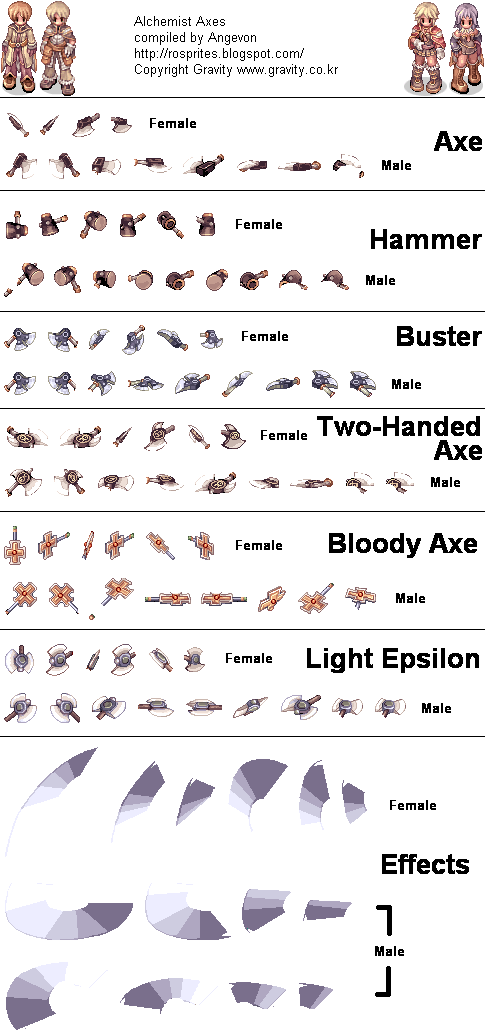 Alchemist Axes
compiled by Angevon
http://rosprites.blogspot.com/
Copyright Gravity www.gravity.co.kr
Female
Axe
Male
Female
Hammer
Male
Female
Buster
Male
Female
Two-Handed
Axe
Male
Female
Bloody Axe
Male
Female
Light Epsilon
Male
Female
Effects
Male